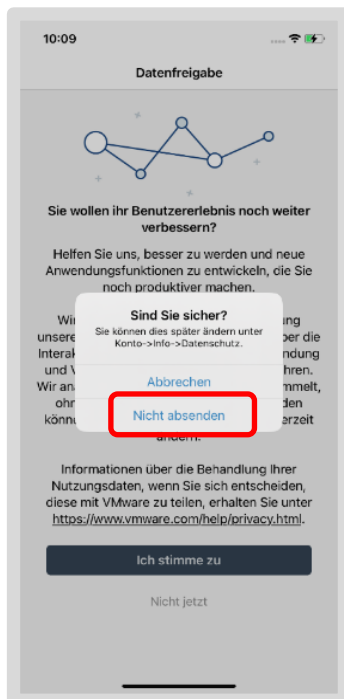 10:09
Datenfreigabe
Sie wollen ihr Benutzererlebnis noch weiter
verbessern?
Helfen Sie uns, besser zu werden und neue
Anwendungsfunktionen zu entwickeln, die Sie
noch produktiver machen.
Sind Sie sicher?
Sie können dies später ändern unter
Konto->Info->Datenschutz.
Abbrechen
Nicht absenden
ändern.
Informationen über die Behandlung Ihrer
Nutzungsdaten, wenn Sie sich entscheiden,
diese mit VMware zu teilen, erhalten Sie unter
https://www.vmware.com/help/privacy.html.
Ich stimme zu
Nicht jetzt